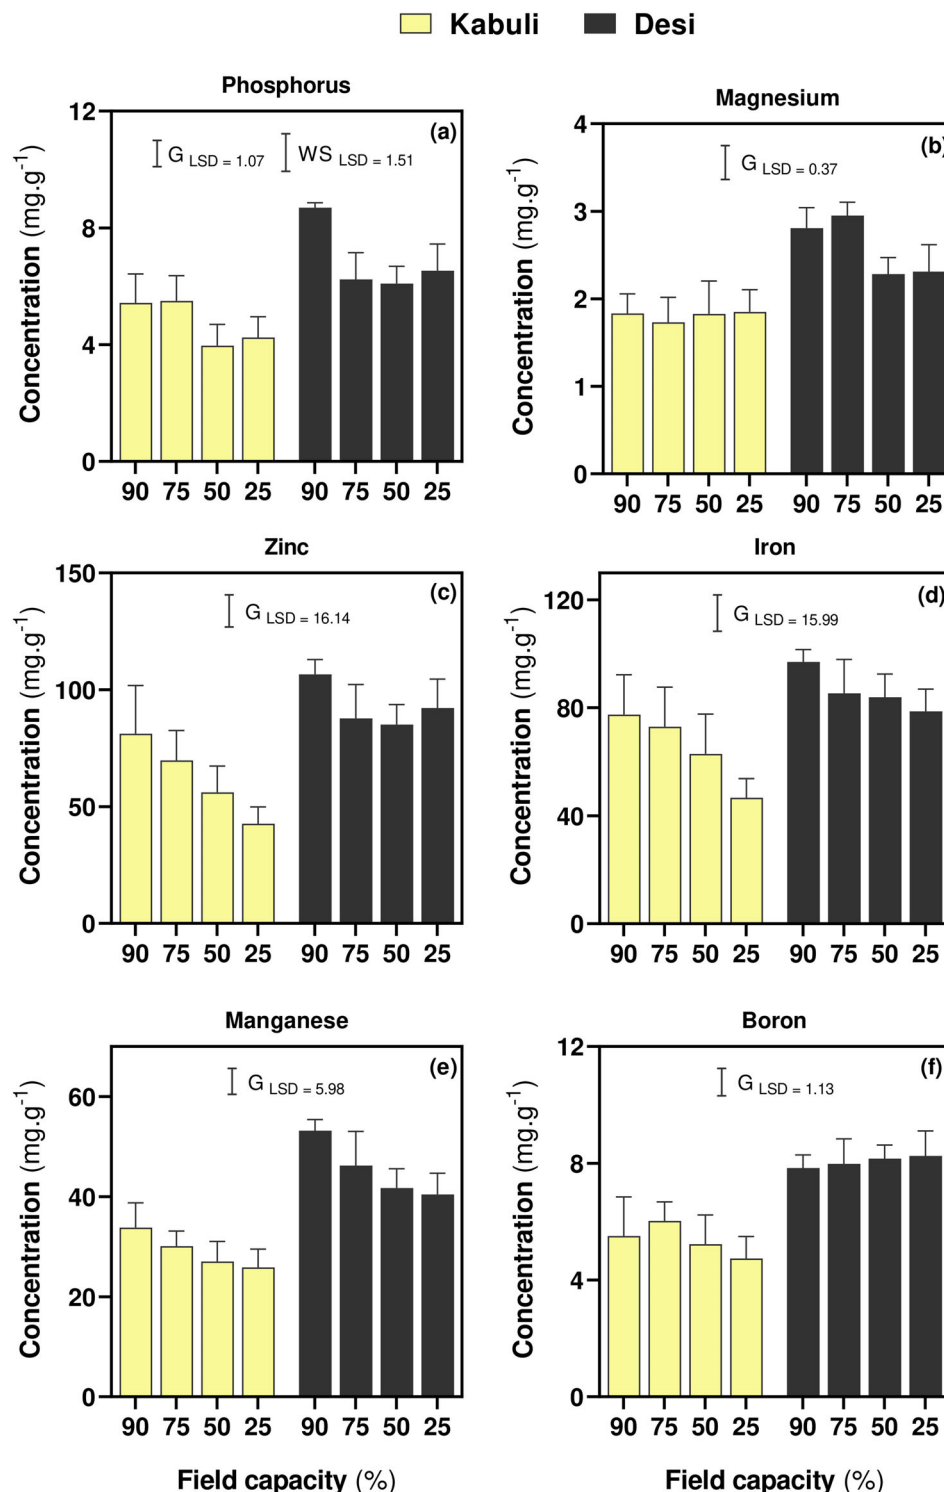 Kabuli Desi
Phosphorus
12
8
4
0
Concentration (mg.g-1)
(a)
G LSD = 1.07
WS LSD = 1.51
90 75 50 25 90 75 50 25
Magnesium
4
3
2
1
0
Concentration (mg.g-1)
(b)
G LSD = 0.37
90 75 50 25 90 75 50 25
Zinc
150
100
50
0
Concentration (mg.g-1)
(c)
G LSD = 16.14
90 75 50 25 90 75 50 25
Iron
120
80
40
0
Concentration (mg.g-1)
(d)
G LSD = 15.99
90 75 50 25 90 75 50 25
Manganese
60
40
20
0
Concentration (mg.g-1)
(e)
G LSD = 5.98
90 75 50 25 90 75 50 25
Field capacity (%)
Boron
12
8
4
0
Concentration (mg.g-1)
(f)
G LSD = 1.13
90 75 50 25 90 75 50 25
Field capacity (%)